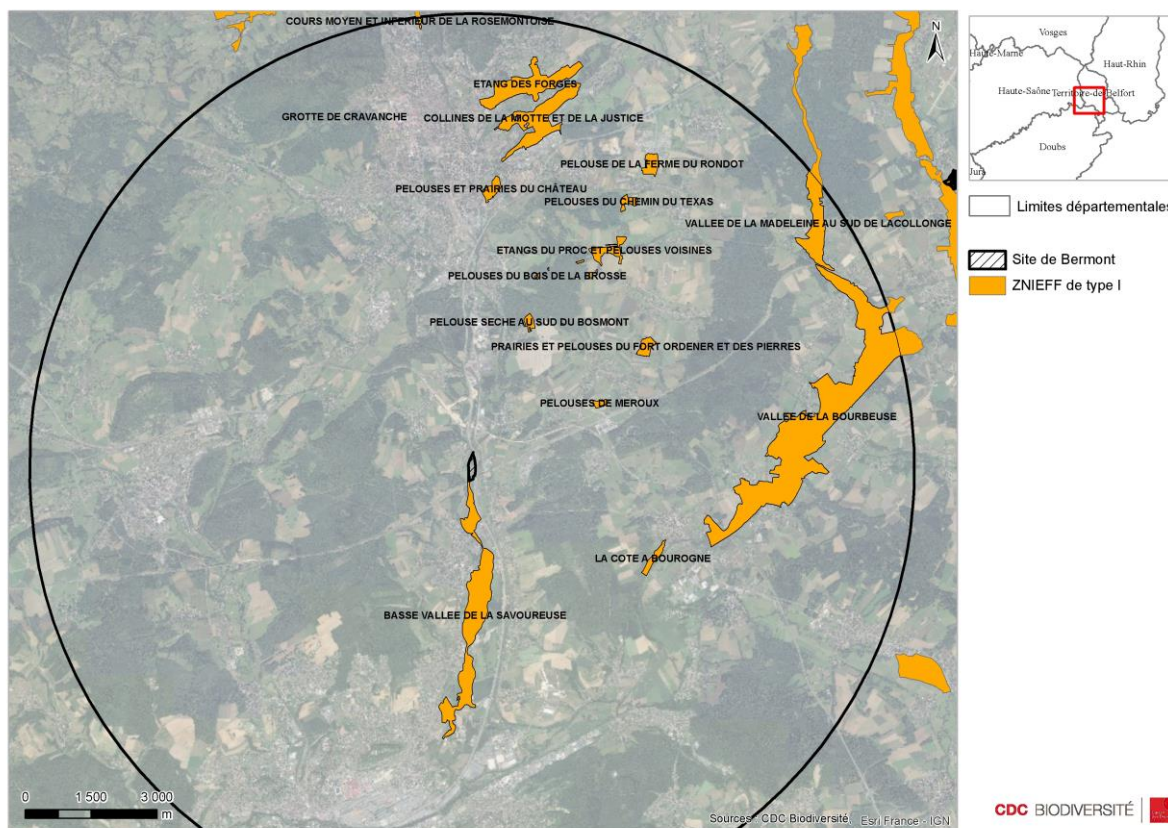 COURS MOYEN ET INFERIEUR DE LA ROSEMONTOISE
N
ETANG DES FORGES
GROTTE DE CRAVANCHE
COLLINES DE LA MIOTTE ET DE LA JUSTICE
PELOUSE DE LA FERME DU RONDOT
PELOUSES ET PRAIRIES DU CHÂTEAU
PELOUSES DU CHEMIN DU TEXAS
VALLEE DE LA MADELEINE AU SUD DE LACOLLONGE
ETANGS DU PROC ET PELOUSES VOISINES
PELOUSES DU BOIS DE LA BROSSE
PELOUSE SECHE AU SUD DU BOSMONT
PRAIRIES ET PELOUSES DU FORT ORDENER ET DES PIERRES
PELOUSES DE MEROUX
VALLEE DE LA BOURBEUSE
LA COTE A BOUROGNE
BASSE VALLEE DE LA SAVOUREUSE
0 1 500 3 000
m
Sources : CDC Biodiversité, Esri France - IGN
Vosges
Haute-Marne
Haut-Rhin
Haute-Saône
Territoire-de-Belfort
Doubs
Jura
Limites départementales
Site de Bermont
ZNIEFF de type I
CDC BIODIVERSITÉ